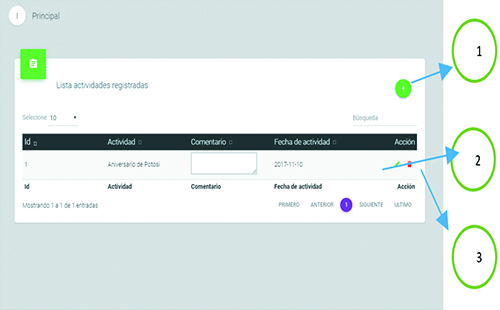 I Principal
1
Lista actividades registradas
+
Seleccione 10 Búsqueda
2
Id Actividad Comentario Fecha de actividad Acción
1 Aniversario de Potosi 2017-11-10
Id Actividad Comentario Fecha de actividad Acción
Mostrando 1 a 1 de 1 entradas PRIMERO ANTERIOR 1 SIGUIENTE ULTIMO
3